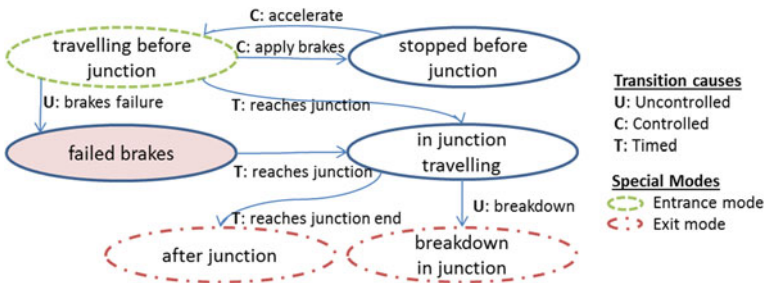 C: accelerate
travelling before
junction
C: apply brakes
stopped before
junction
U: brakes failure
T: reaches junction
failed brakes
T: reaches junction
in junction
travelling
T: reaches junction end
U: breakdown
after junction
breakdown
in junction
Transition causes
U: Uncontrolled
C: Controlled
T: Timed
Special Modes
Entrance mode
Exit mode